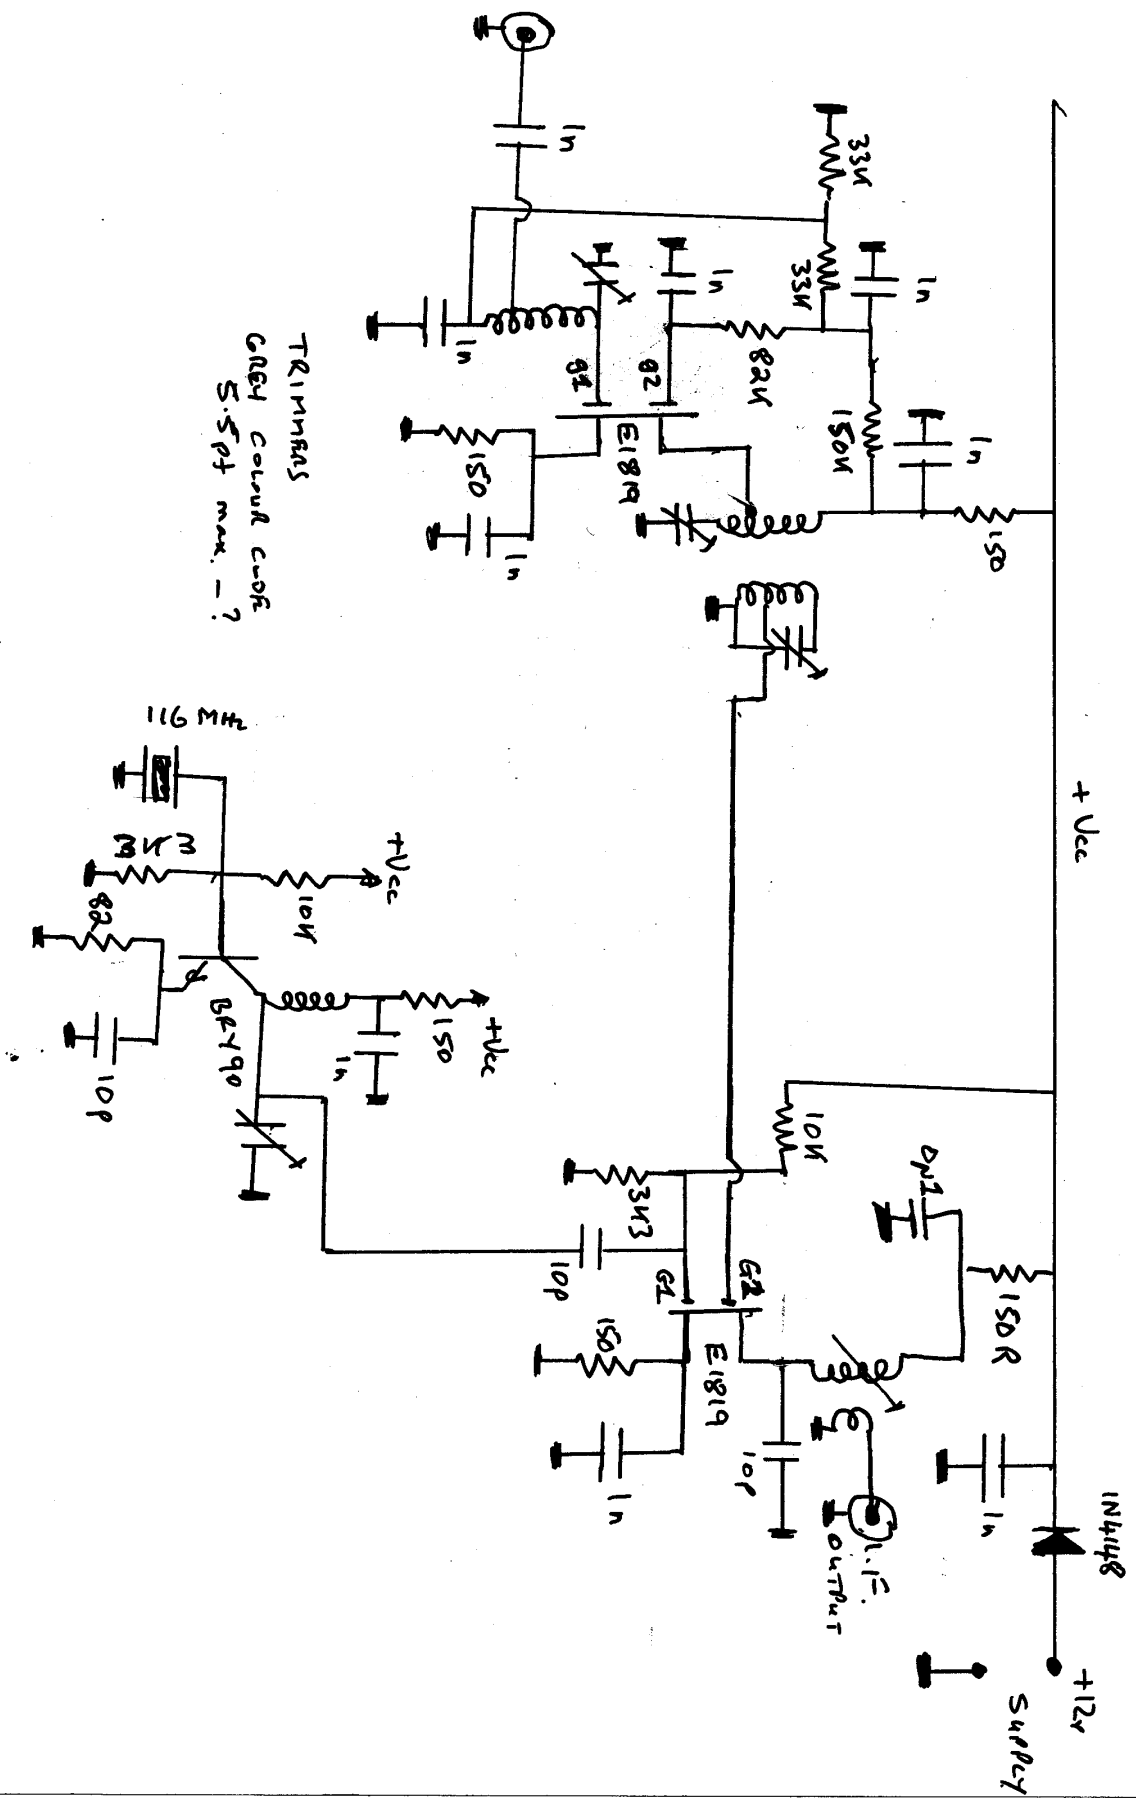 +Vcc
1N4148
+12v
SUPPLY
1n
150
150R
0n1
1n
1n
150K
33K
33K
82K
1n
1n
1n
g2
g1
E1819
150
1n
10K
3K3
10p
G2
G1
E1819
150
1n
10p
I.F.
OUTPUT
+Vcc
10K
+Vcc
150
1n
116 MHz
3K3
82
BFY90
10p
TRIMMERS
GREY COLOUR CODE
5.5pf max. - ?